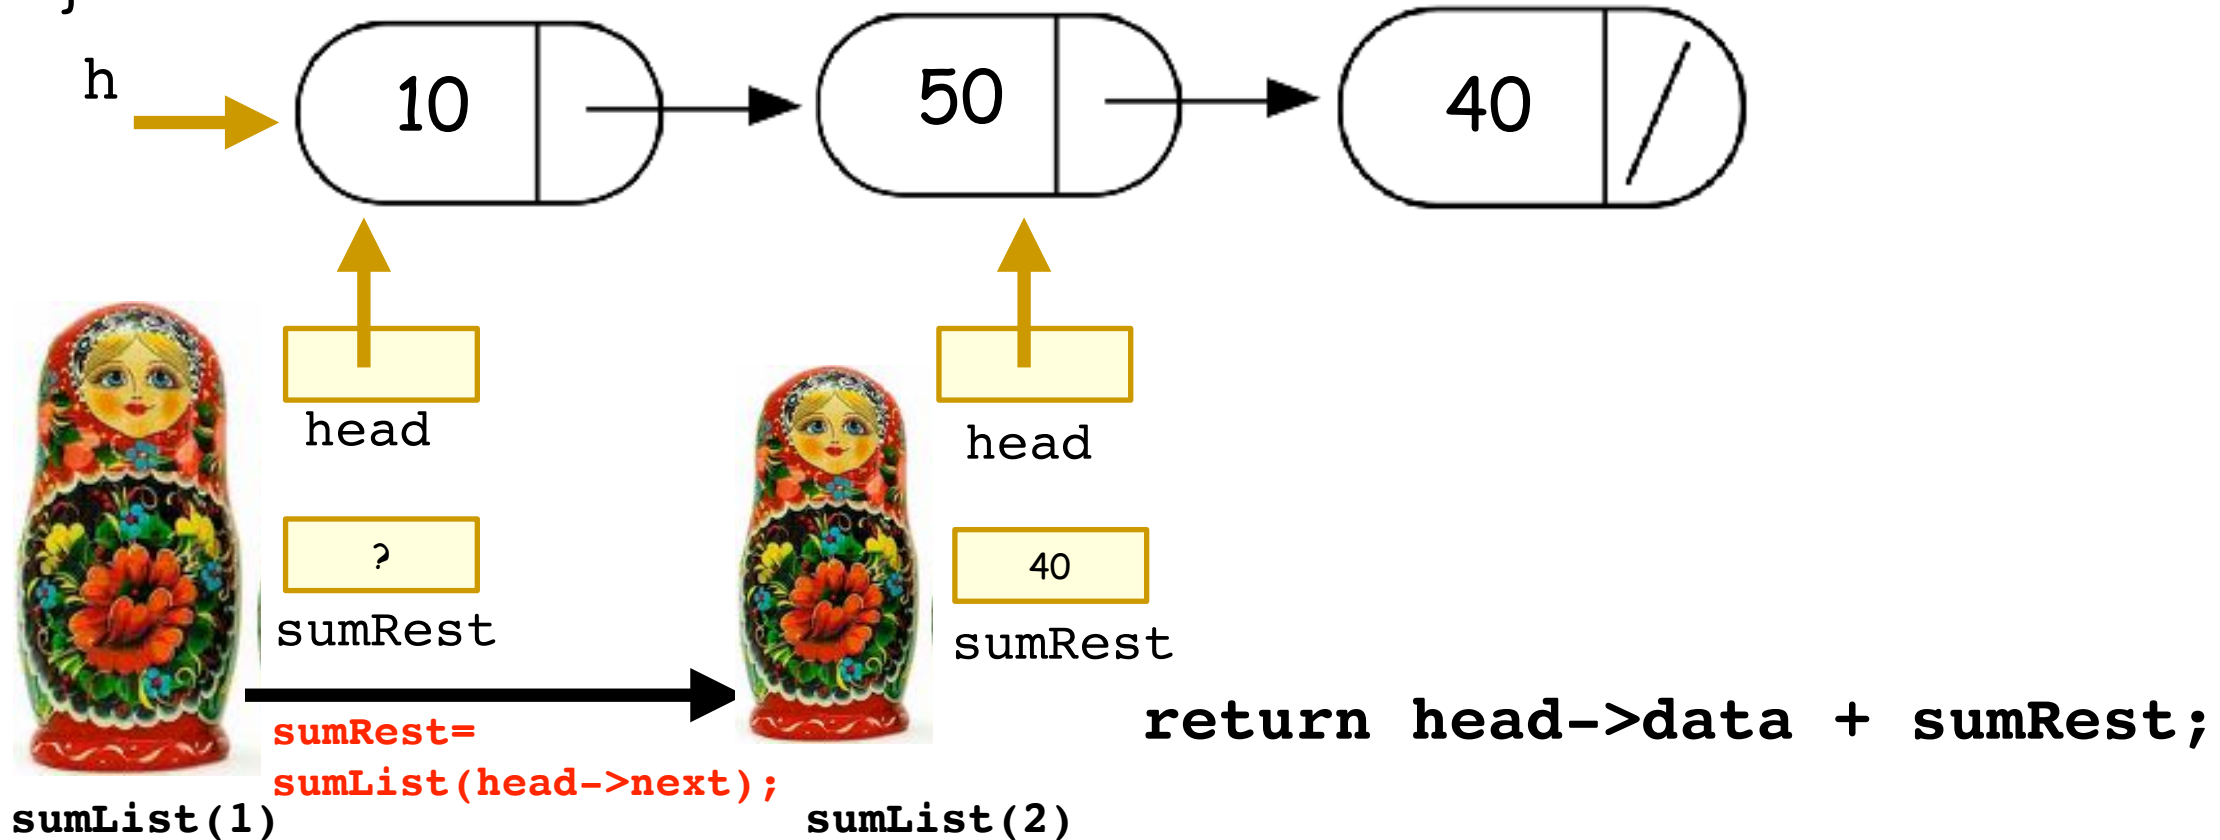 }
h
10
50
40
head
head
?
40
sumRest
sumRest
sumRest=
sumList(head->next);
return head->data + sumRest;
sumList(1)
sumList(2)